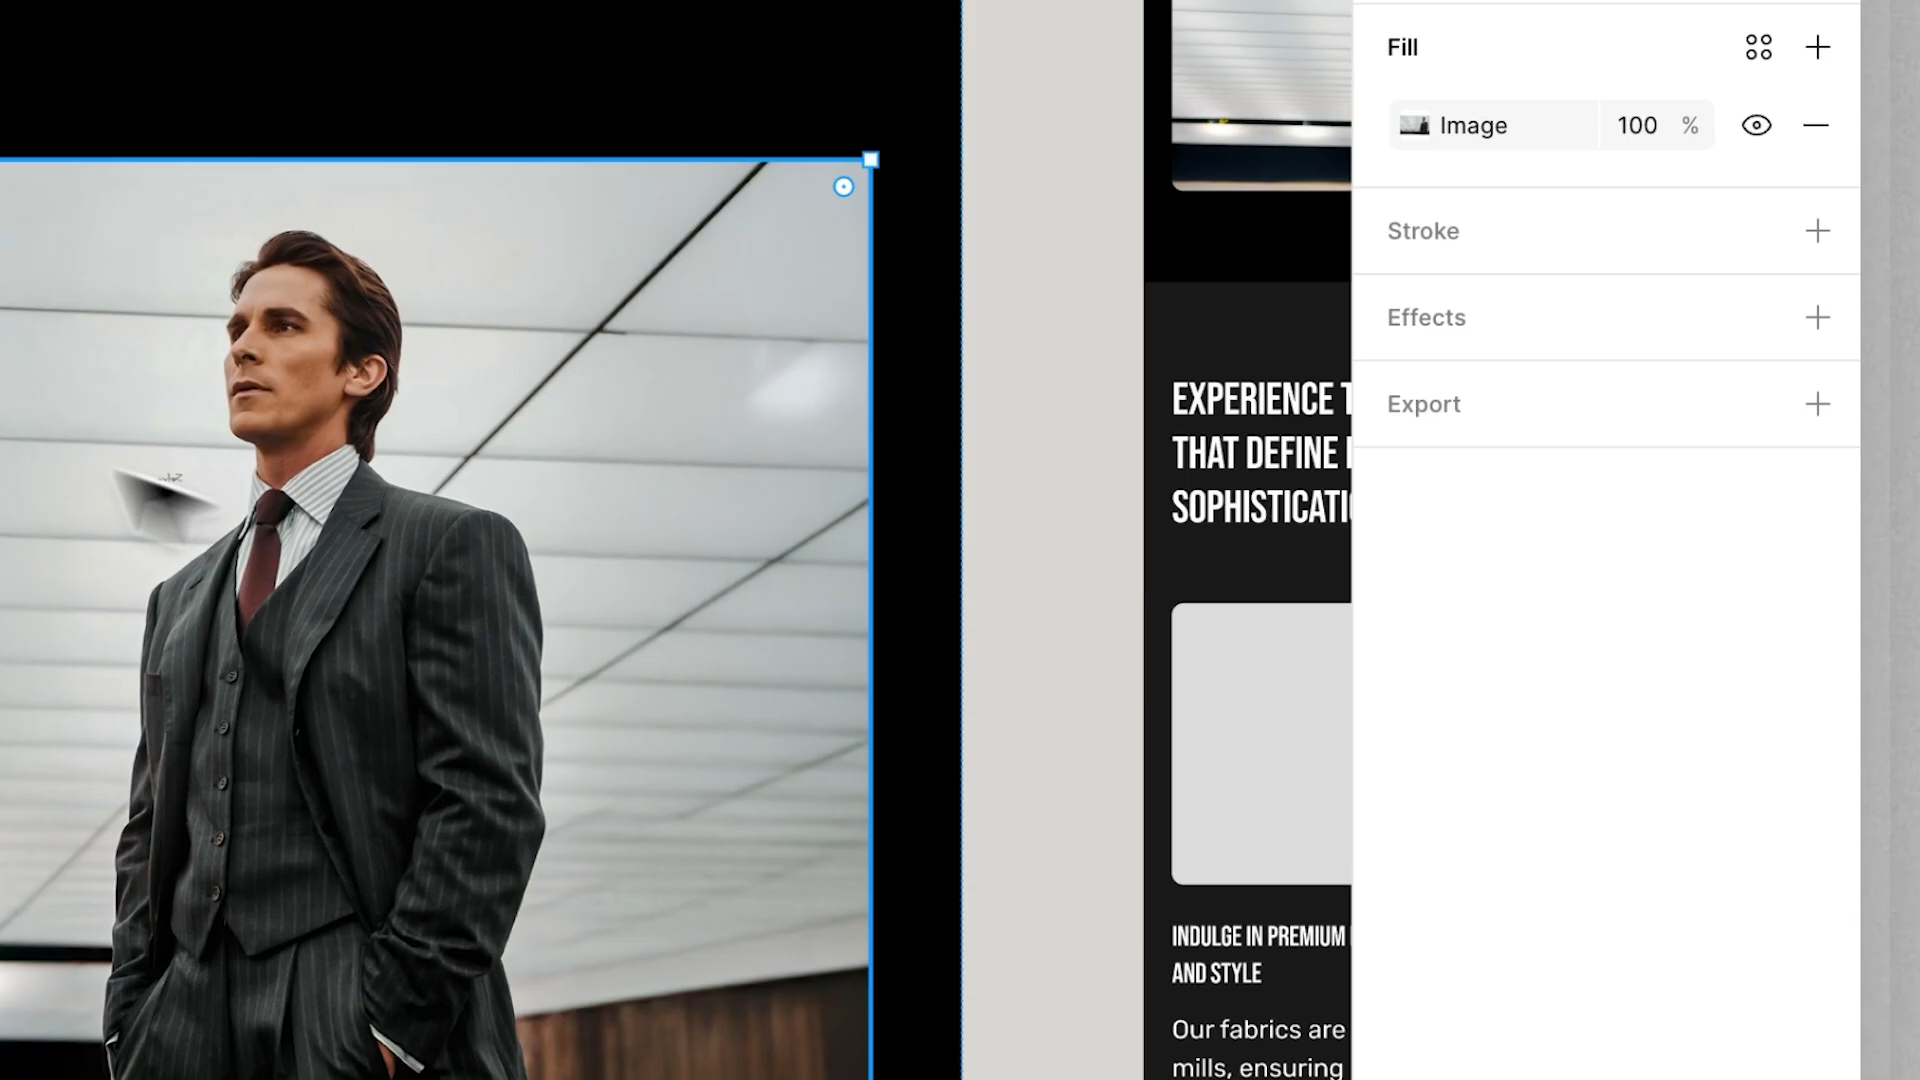 Fill
Image 100 %
Stroke
Effects
Export
EXPERIENCE
THAT DEFINE
SOPHISTICATI
INDULGE IN PREMIUM
AND STYLE
Our fabrics are
mills, ensuring